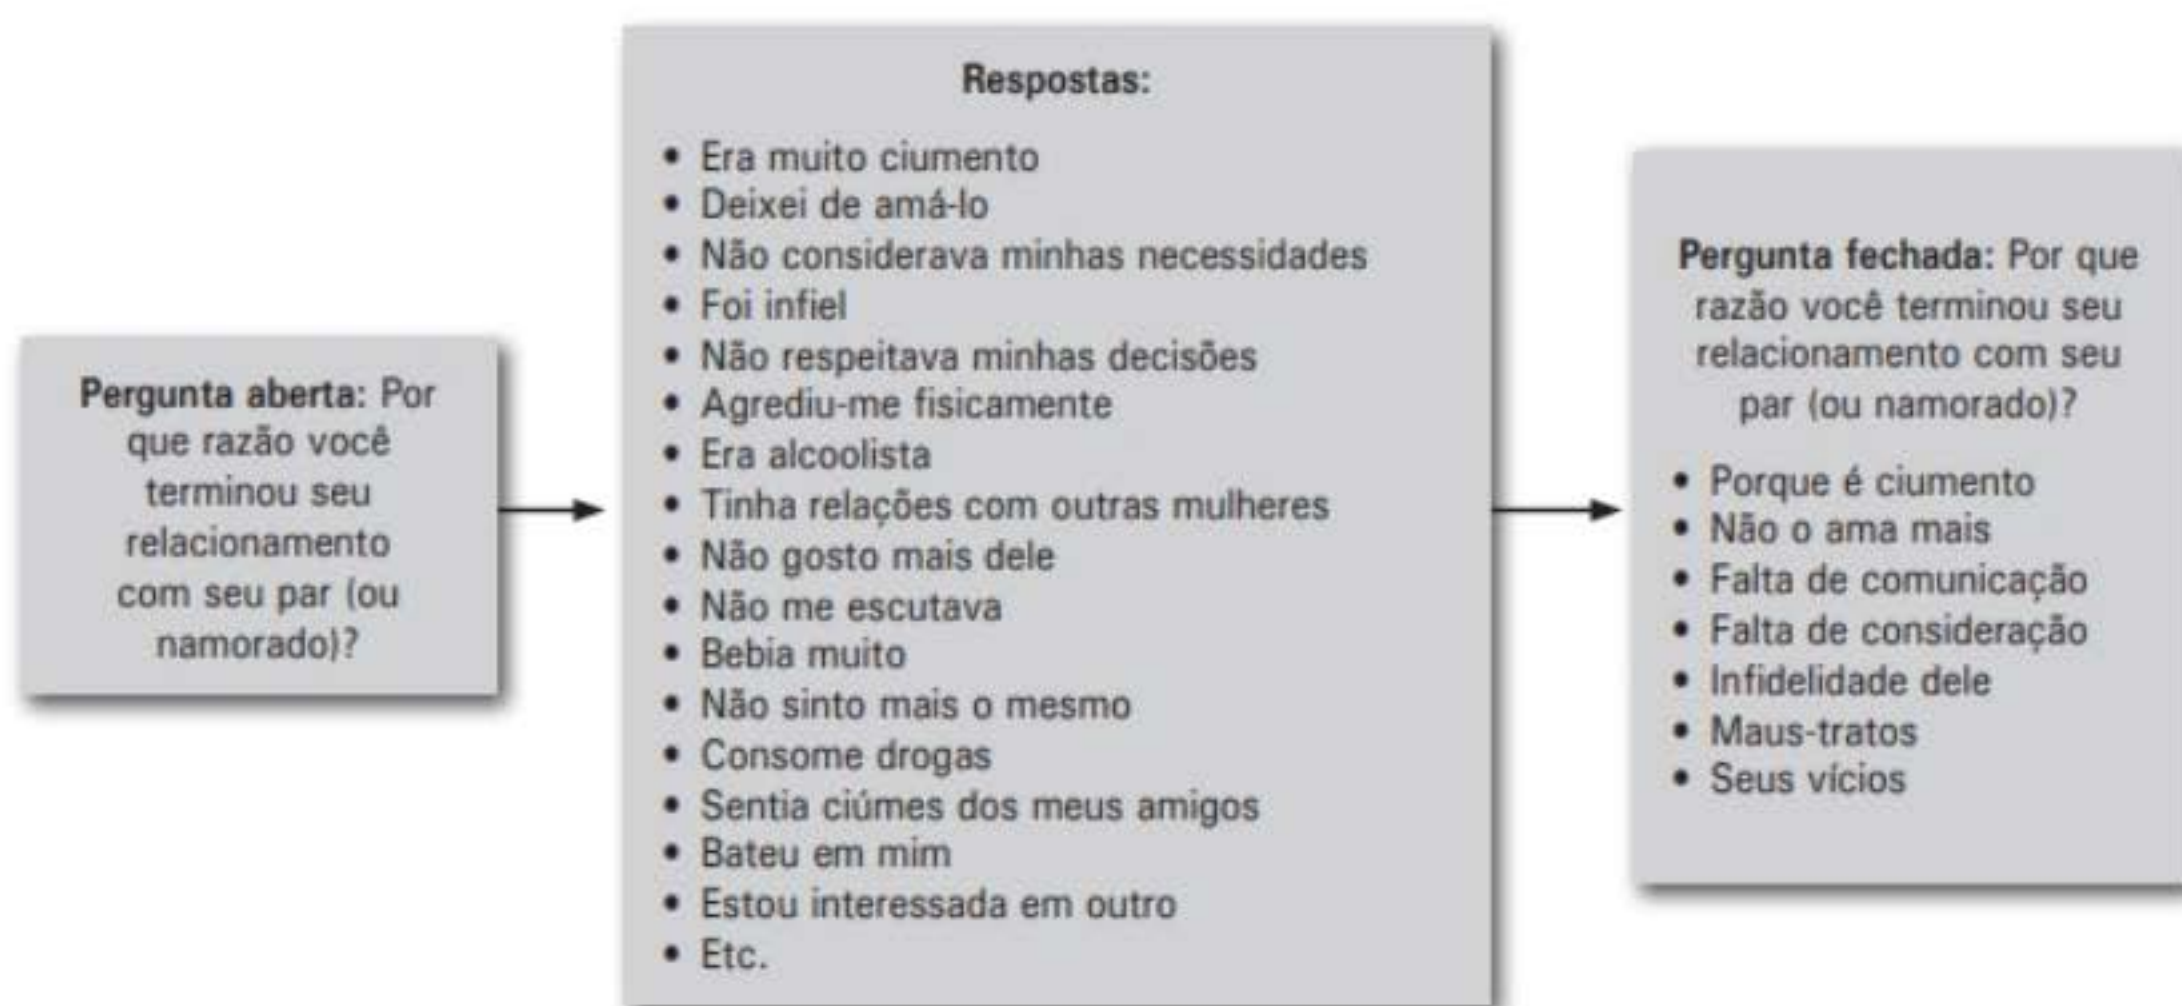 Pergunta aberta: Por
que razão você
terminou seu
relacionamento
com seu par (ou
namorado)?
Respostas:
• Era muito ciumento
• Deixei de amá-lo
• Não considerava minhas necessidades
• Foi infiel
• Não respeitava minhas decisões
• Agrediu-me fisicamente
• Era alcoolista
• Tinha relações com outras mulheres
• Não gosto mais dele
• Não me escutava
• Bebia muito
• Não sinto mais o mesmo
• Consome drogas
• Sentia ciúmes dos meus amigos
• Bateu em mim
• Estou interessada em outro
• Etc.
Pergunta fechada: Por que
razão você terminou seu
relacionamento com seu
par (ou namorado)?
• Porque é ciumento
• Não o ama mais
• Falta de comunicação
• Falta de consideração
• Infidelidade dele
• Maus-tratos
• Seus vícios